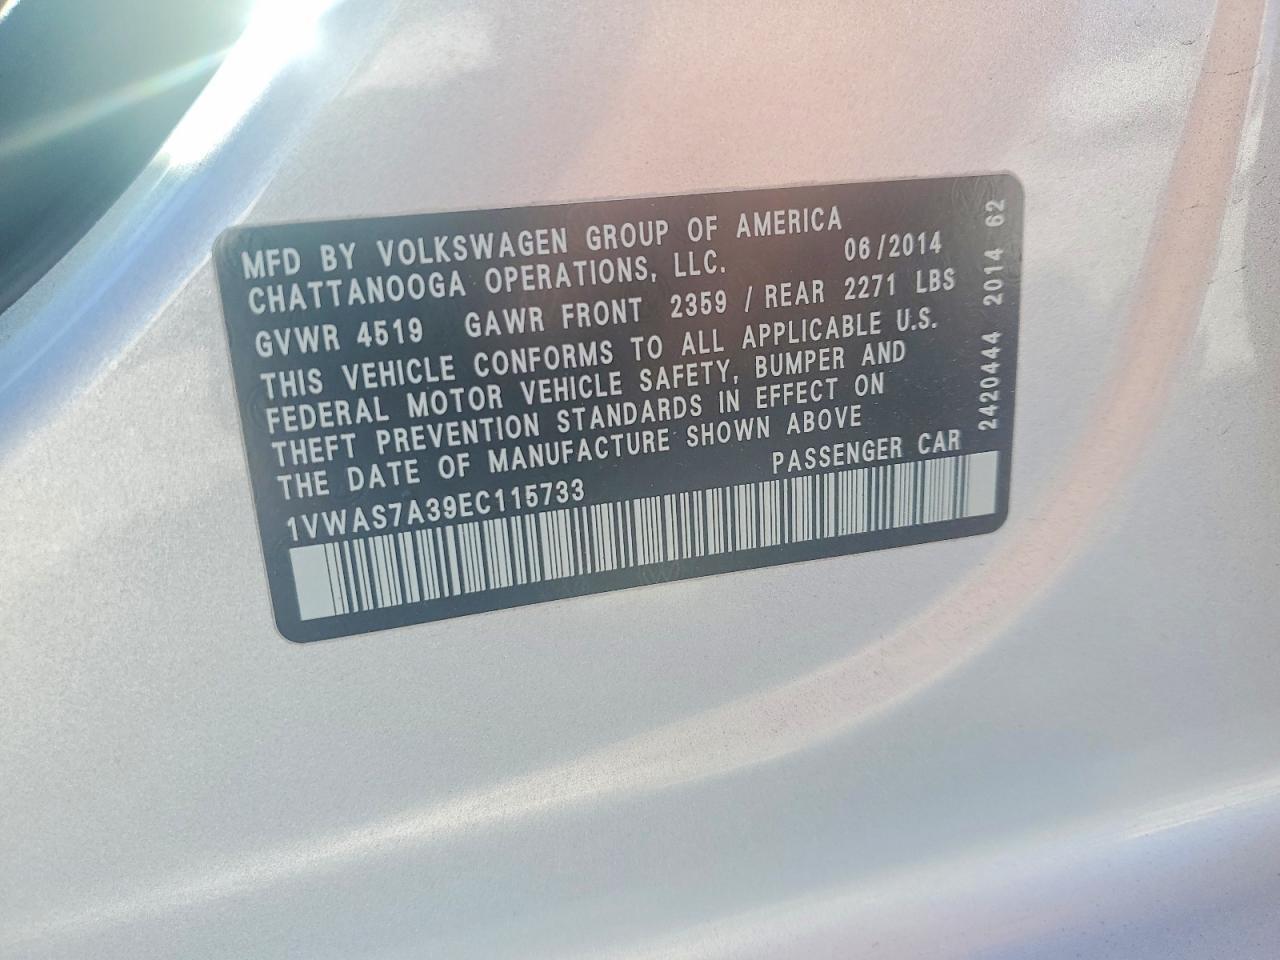 MFD BY VOLKSWAGEN GROUP OF AMERICA
CHATTANOOGA OPERATIONS, LLC. 06/2014
GVWR 4519 GAWR FRONT 2359 / REAR 2271 LBS
THIS VEHICLE CONFORMS TO ALL APPLICABLE U.S.
FEDERAL MOTOR VEHICLE SAFETY, BUMPER AND
THEFT PREVENTION STANDARDS IN EFFECT ON
THE DATE OF MANUFACTURE SHOWN ABOVE
PASSENGER CAR
1VWAS7A39EC115733
2420444 2014 62